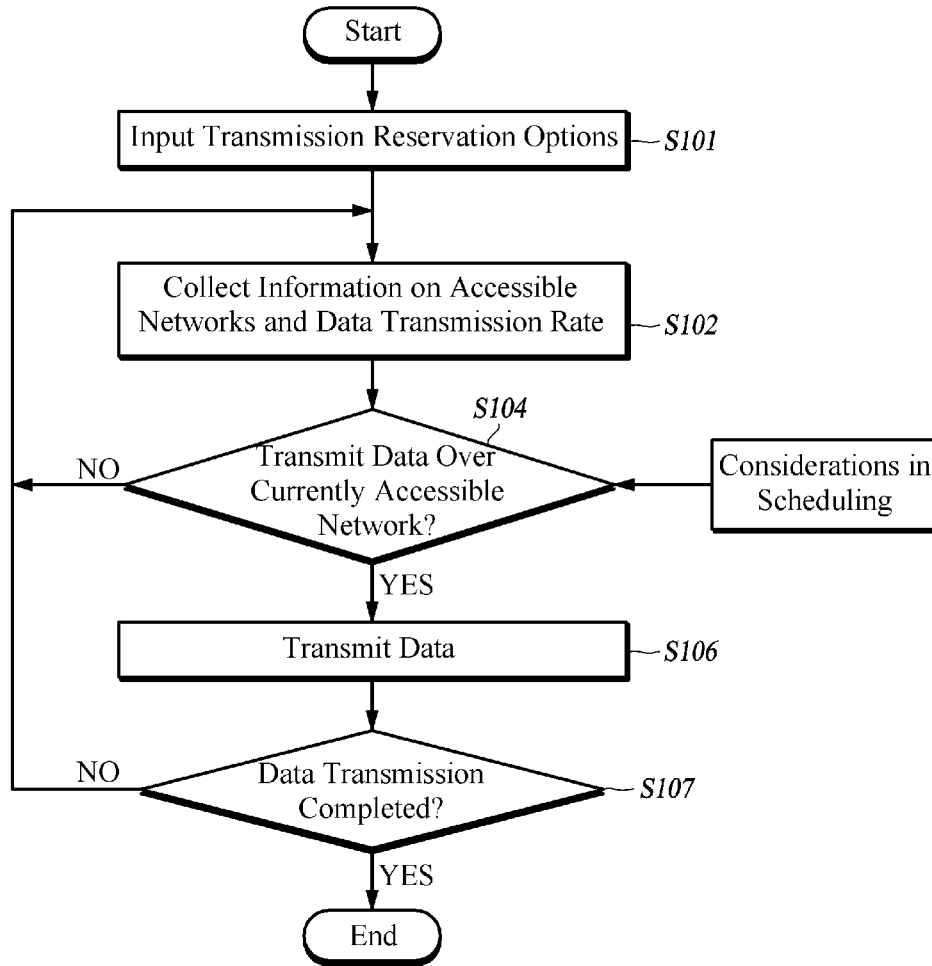 Start
Input Transmission Reservation Options
S101
Collect Information on Accessible
Networks and Data Transmission Rate
S102
S104
Transmit Data Over
Currently Accessible
Network?
NO
Considerations in
Scheduling
YES
Transmit Data
S106
NO
Data Transmission
Completed?
S107
YES
End